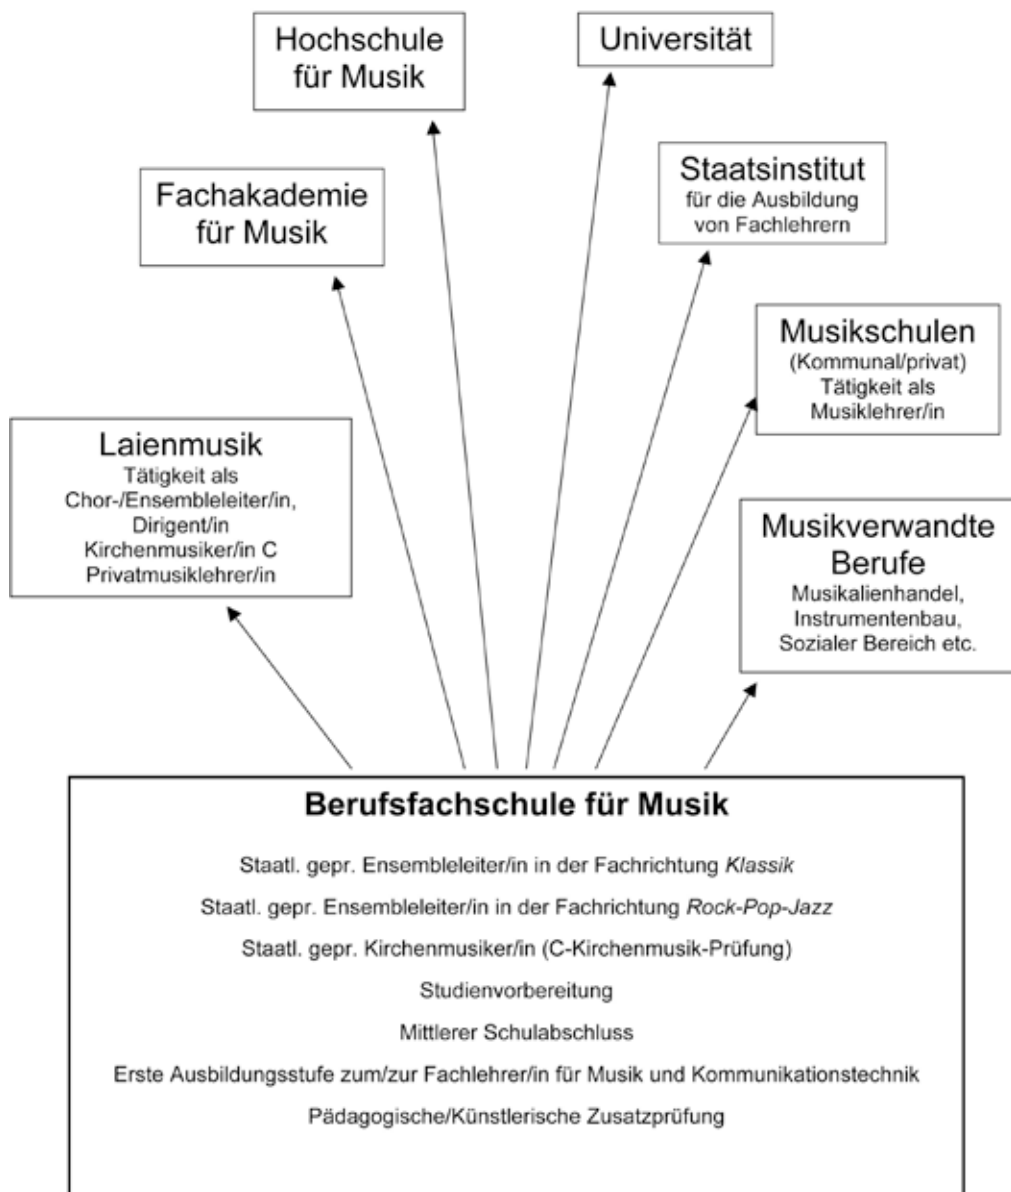 Hochschule
für Musik
Universität
Fachakademie
für Musik
Staatsinstitut
für die Ausbildung
von Fachlehrern
Musikschulen
(Kommunal/privat)
Tätigkeit als
Musiklehrer/in
Laienmusik
Tätigkeit als
Chor-/Ensembleleiter/in,
Dirigent/in
Kirchenmusiker/in C
Privatmusiklehrer/in
Musikverwandte
Berufe
Musikalienhandel,
Instrumentenbau,
Sozialer Bereich etc.
Berufsfachschule für Musik
Staatl. gepr. Ensembleleiter/in in der Fachrichtung Klassik
Staatl. gepr. Ensembleleiter/in in der Fachrichtung Rock-Pop-Jazz
Staatl. gepr. Kirchenmusiker/in (C-Kirchenmusik-Prüfung)
Studienvorbereitung
Mittlerer Schulabschluss
Erste Ausbildungsstufe zum/zur Fachlehrer/in für Musik und Kommunikationstechnik
Pädagogische/Künstlerische Zusatzprüfung